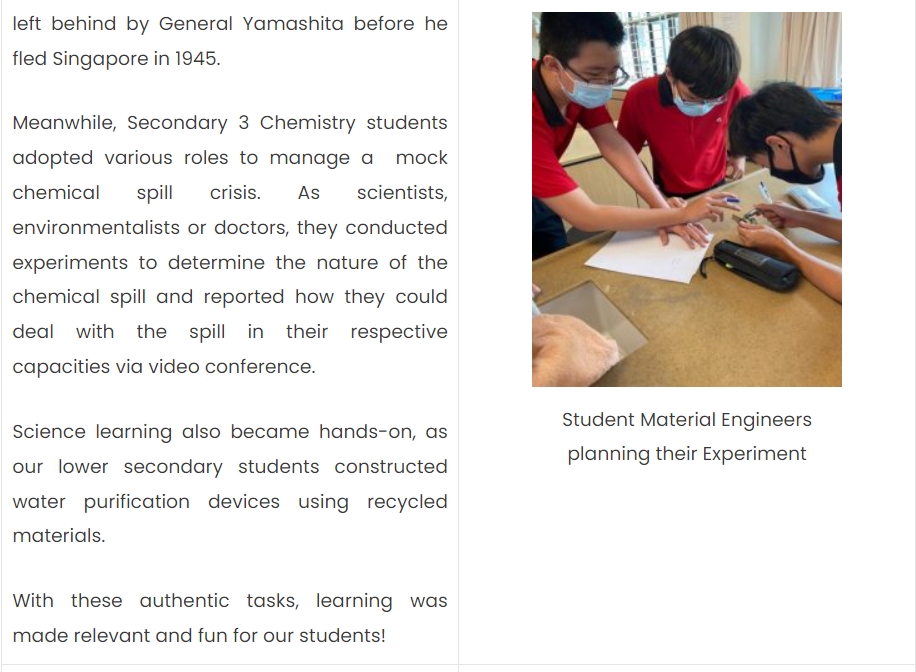 left behind by General Yamashita before he
fled Singapore in 1945.
Meanwhile, Secondary 3 Chemistry students
adopted various roles to manage a mock
chemical spill crisis. As scientists,
environmentalists or doctors, they conducted
experiments to determine the nature of the
chemical spill and reported how they could
deal with the spill in their respective
capacities via video conference.
Science learning also became hands-on, as
our lower secondary students constructed
water purification devices using recycled
materials.
With these authentic tasks, learning was
made relevant and fun for our students!
Student Material Engineers
planning their Experiment